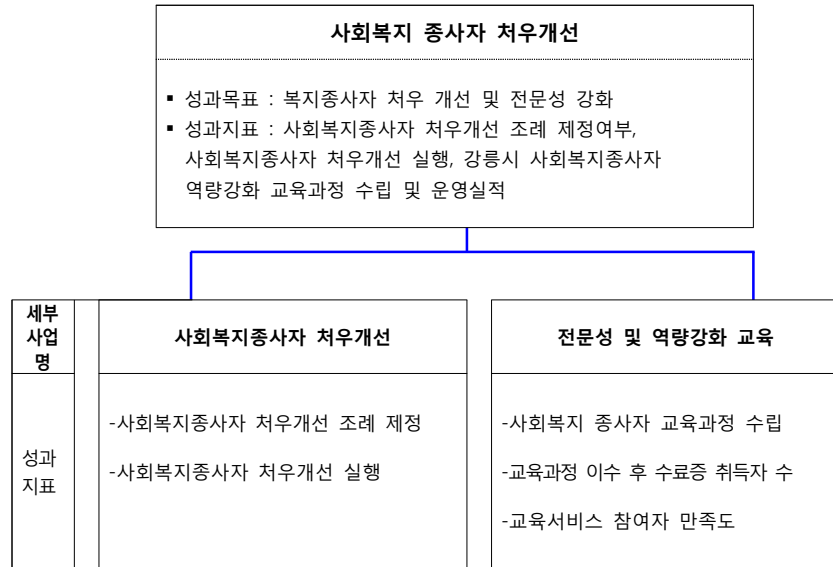 사회복지 종사자 처우개선
▪ 성과목표 : 복지종사자 처우 개선 및 전문성 강화
▪ 성과지표 : 사회복지종사자 처우개선 조례 제정여부,
사회복지종사자 처우개선 실행, 강릉시 사회복지종사자
역량강화 교육과정 수립 및 운영실적
세부
사업
명
사회복지종사자 처우개선
전문성 및 역량강화 교육
성과
지표
-사회복지종사자 처우개선 조례 제정
-사회복지종사자 처우개선 실행
-사회복지 종사자 교육과정 수립
-교육과정 이수 후 수료증 취득자 수
-교육서비스 참여자 만족도